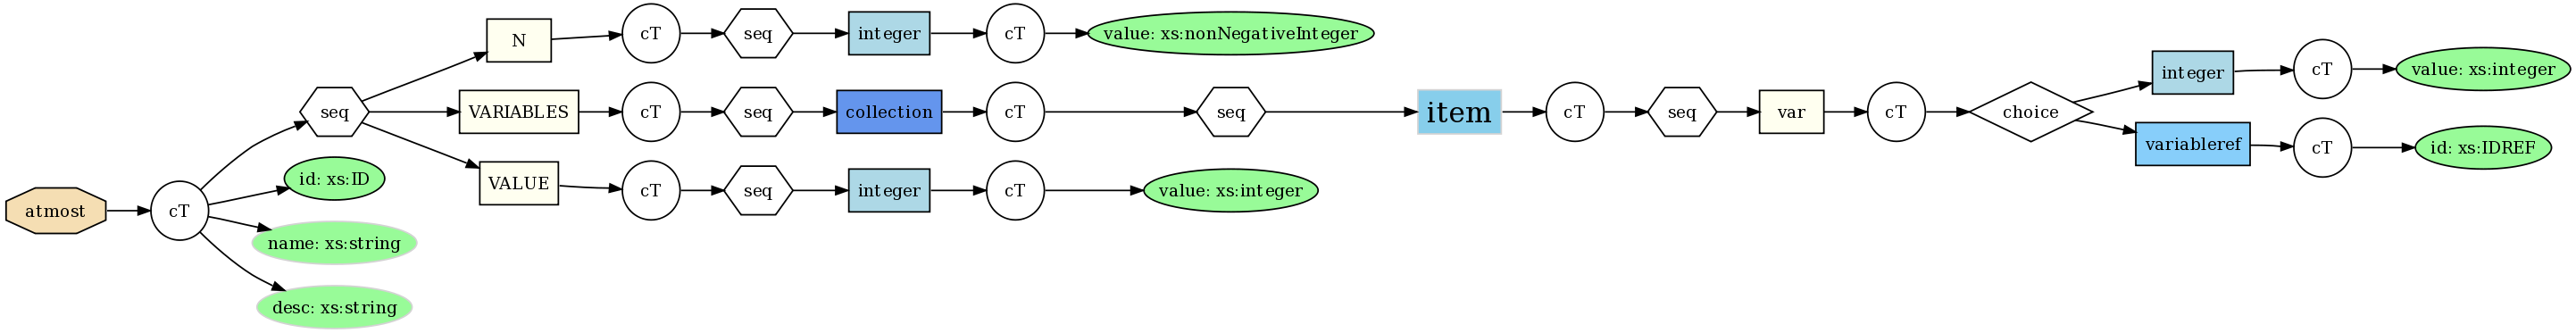 atmost
cT
seq
N
cT
seq
integer
cT
value: xs:nonNegativeInteger
VARIABLES
cT
seq
collection
cT
seq
item
cT
seq
var
cT
choice
integer
cT
value: xs:integer
variableref
cT
id: xs:IDREF
VALUE
cT
seq
integer
cT
value: xs:integer
id: xs:ID
name: xs:string
desc: xs:string